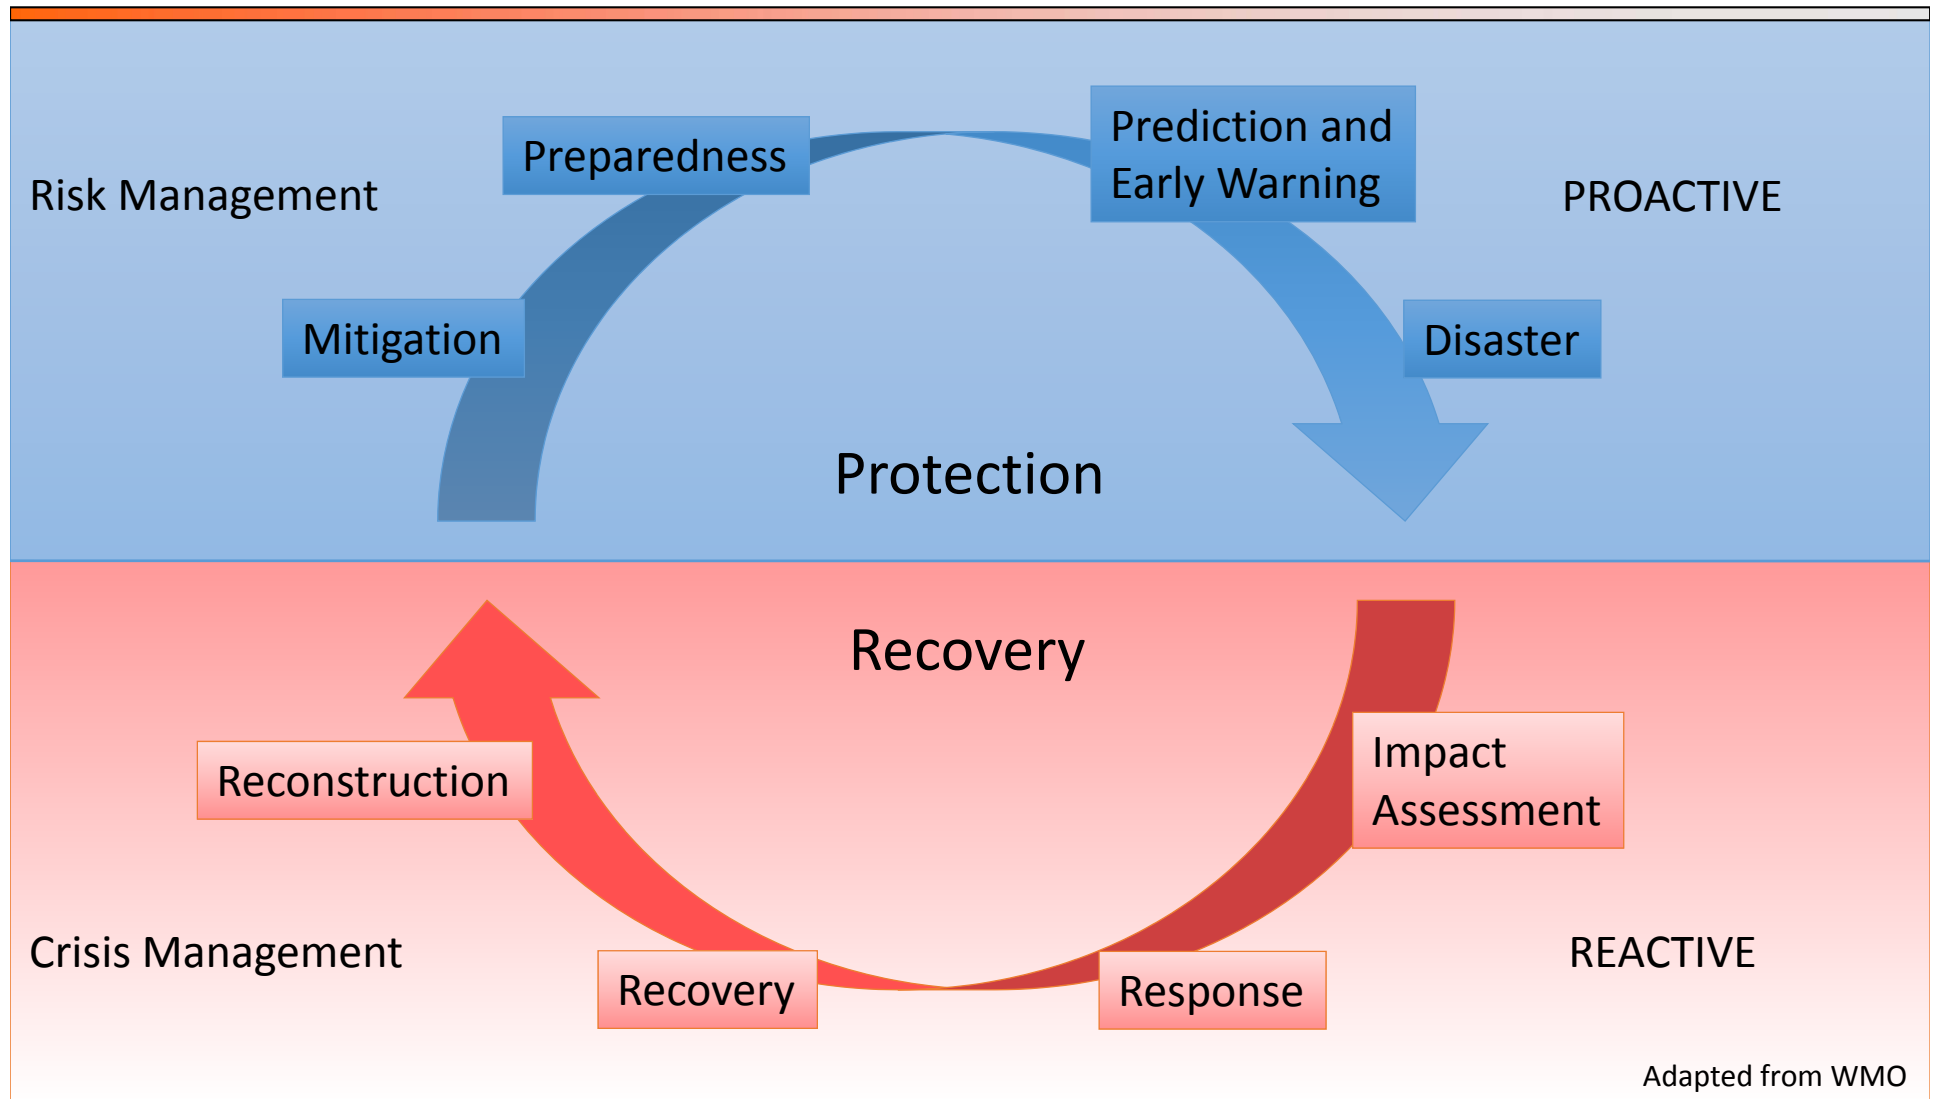 Preparedness
Prediction and
Early Warning
Risk Management
PROACTIVE
Mitigation
Disaster
Protection
Recovery
Impact
Assessment
Reconstruction
Crisis Management
REACTIVE
Recovery
Response
Adapted from WMO